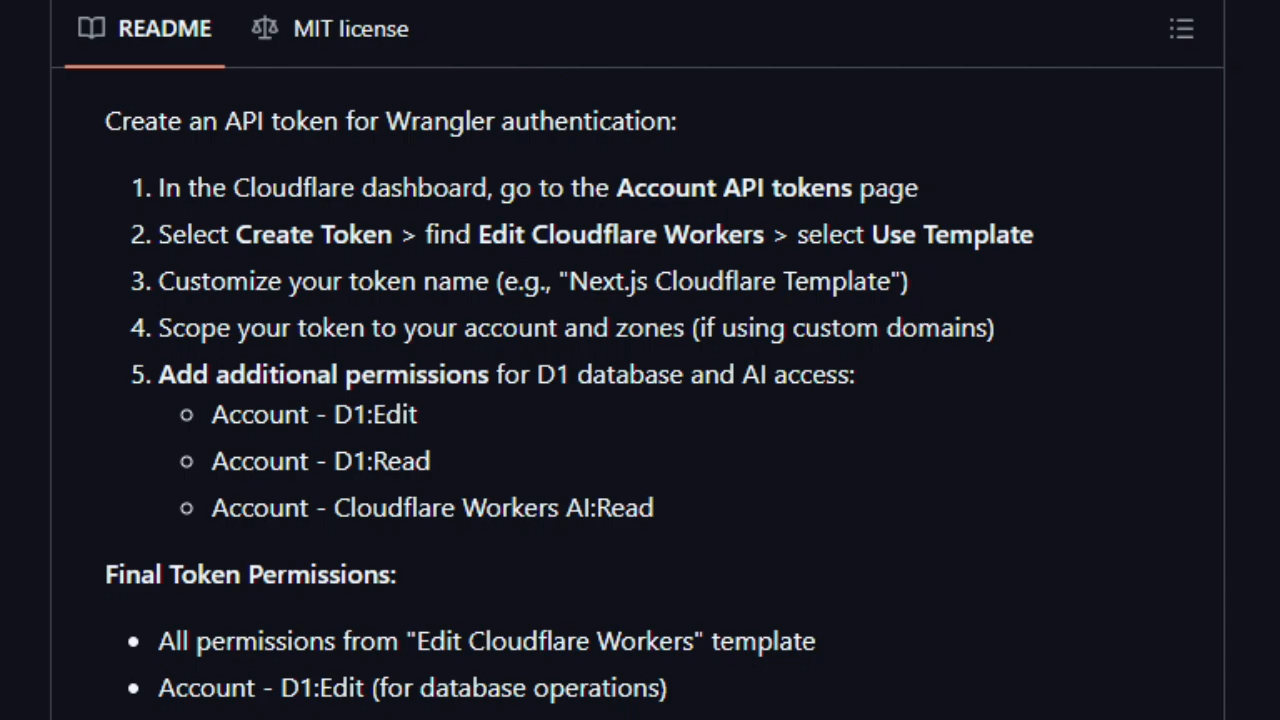 README MIT license
Create an API token for Wrangler authentication:
1. In the Cloudflare dashboard, go to the Account API tokens page
2. Select Create Token > find Edit Cloudflare Workers > select Use Template
3. Customize your token name (e.g., "Next.js Cloudflare Template")
4. Scope your token to your account and zones (if using custom domains)
5. Add additional permissions for D1 database and AI access:
Account - D1:Edit
Account - D1:Read
Account - Cloudflare Workers AI:Read
Final Token Permissions:
All permissions from "Edit Cloudflare Workers" template
Account - D1:Edit (for database operations)